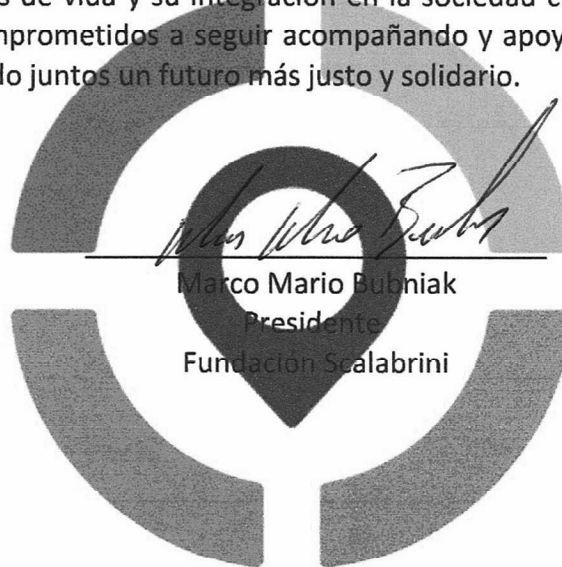 s de vida y su integración en la sociedad c
mprometidos a seguir acompañando y apoy
do juntos un futuro más justo y solidario.
Marco Mario Bubniak
Presidente
Fundación Scalabrini